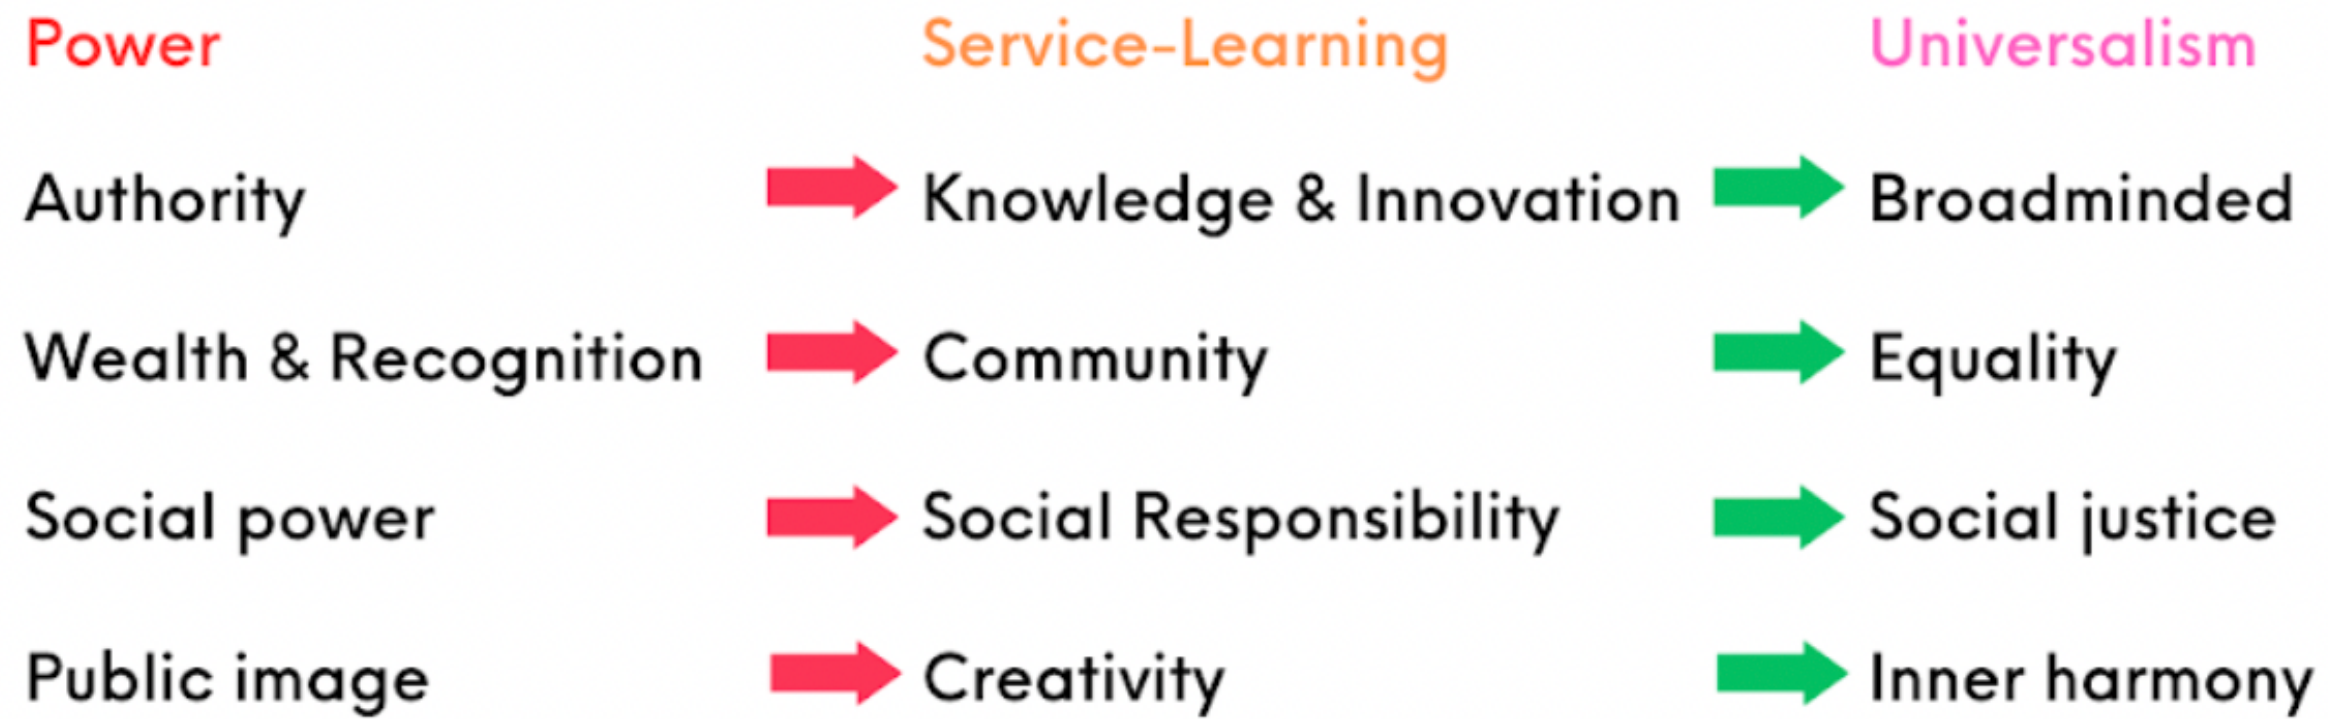 Power Service-Learning Universalism
Authority Knowledge & Innovation Broadminded
Wealth & Recognition Community Equality
Social power Social Responsibility Social justice
Public image Creativity Inner harmony